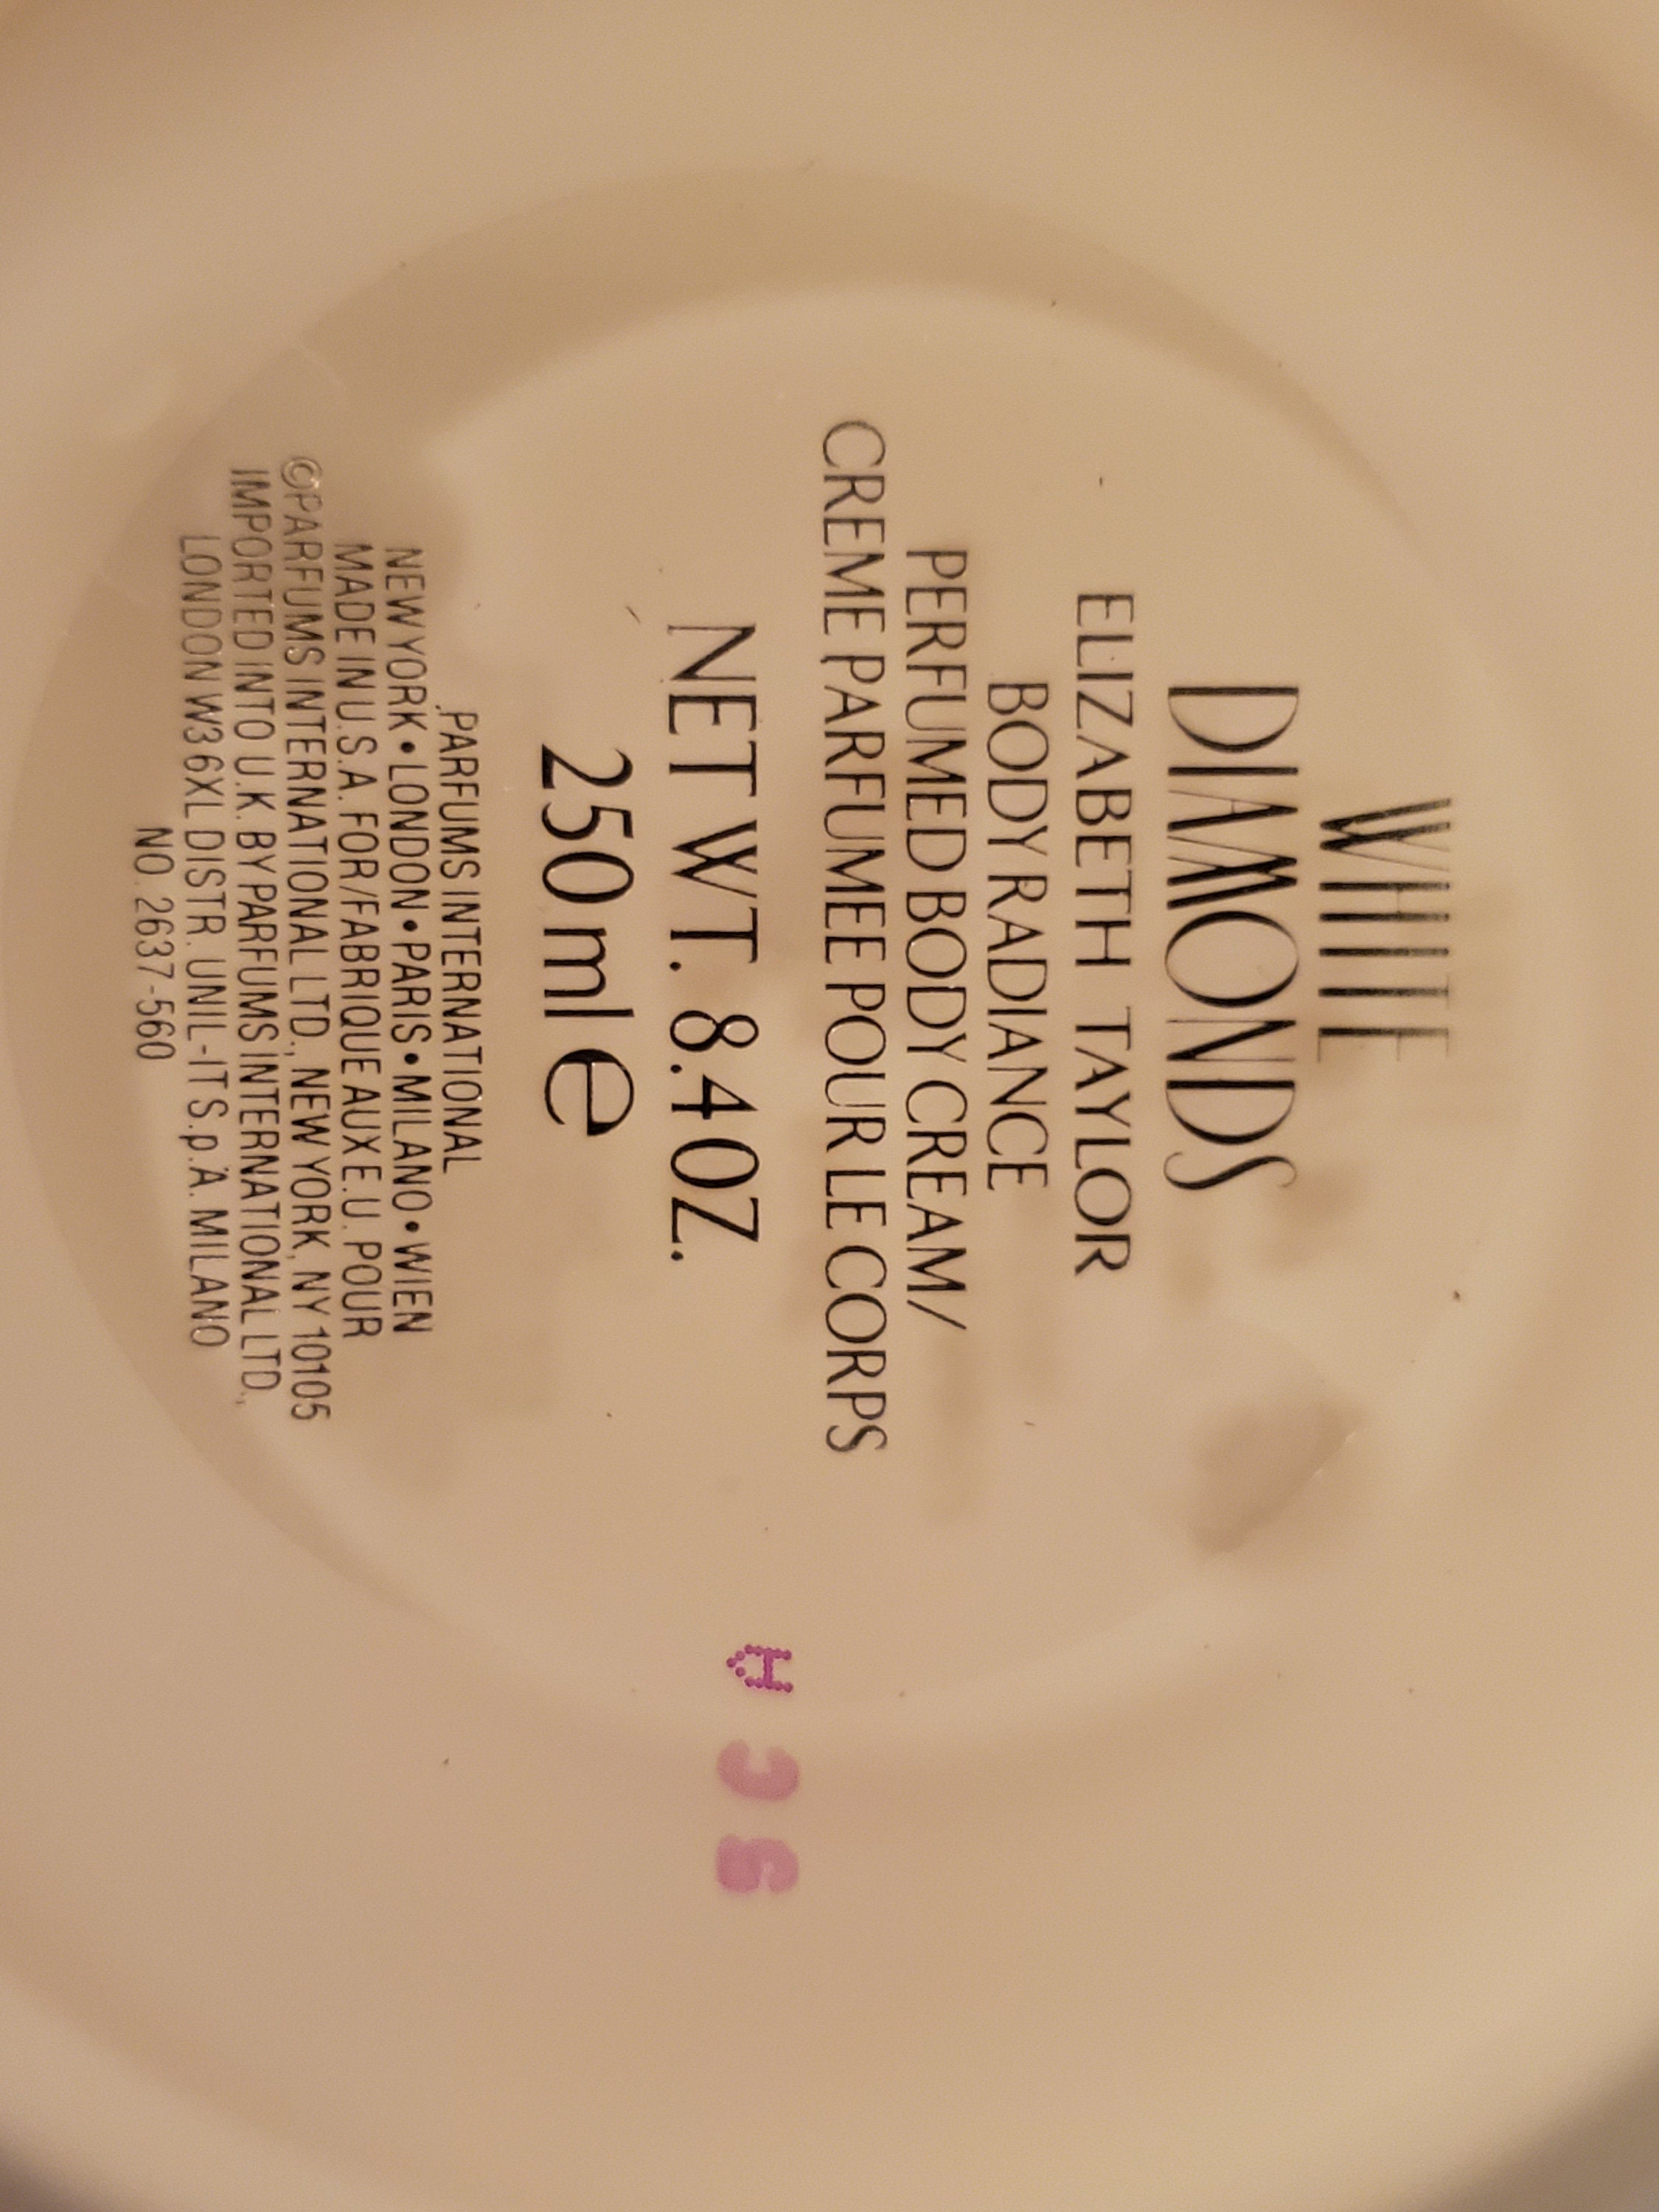 WHITE
DIAMONDS
ELIZABETH TAYLOR
BODY RADIANCE
PERFUMED BODY CREAM/
CREME PARFUMEE POUR LE CORPS
NET WT. 8.4 OZ.
250 ml e
PARFUMS INTERNATIONAL
NEW YORK • LONDON • PARIS • MILANO • WIEN
MADE IN U.S.A. FOR/FABRIQUE AUX E.U. POUR
©PARFUMS INTERNATIONAL LTD., NEW YORK, NY 10105
IMPORTED INTO U.K. BY PARFUMS INTERNATIONAL LTD.,
LONDON W3 6XL DISTR. UNIL-IT S.p.A. MILANO
NO. 2637-560